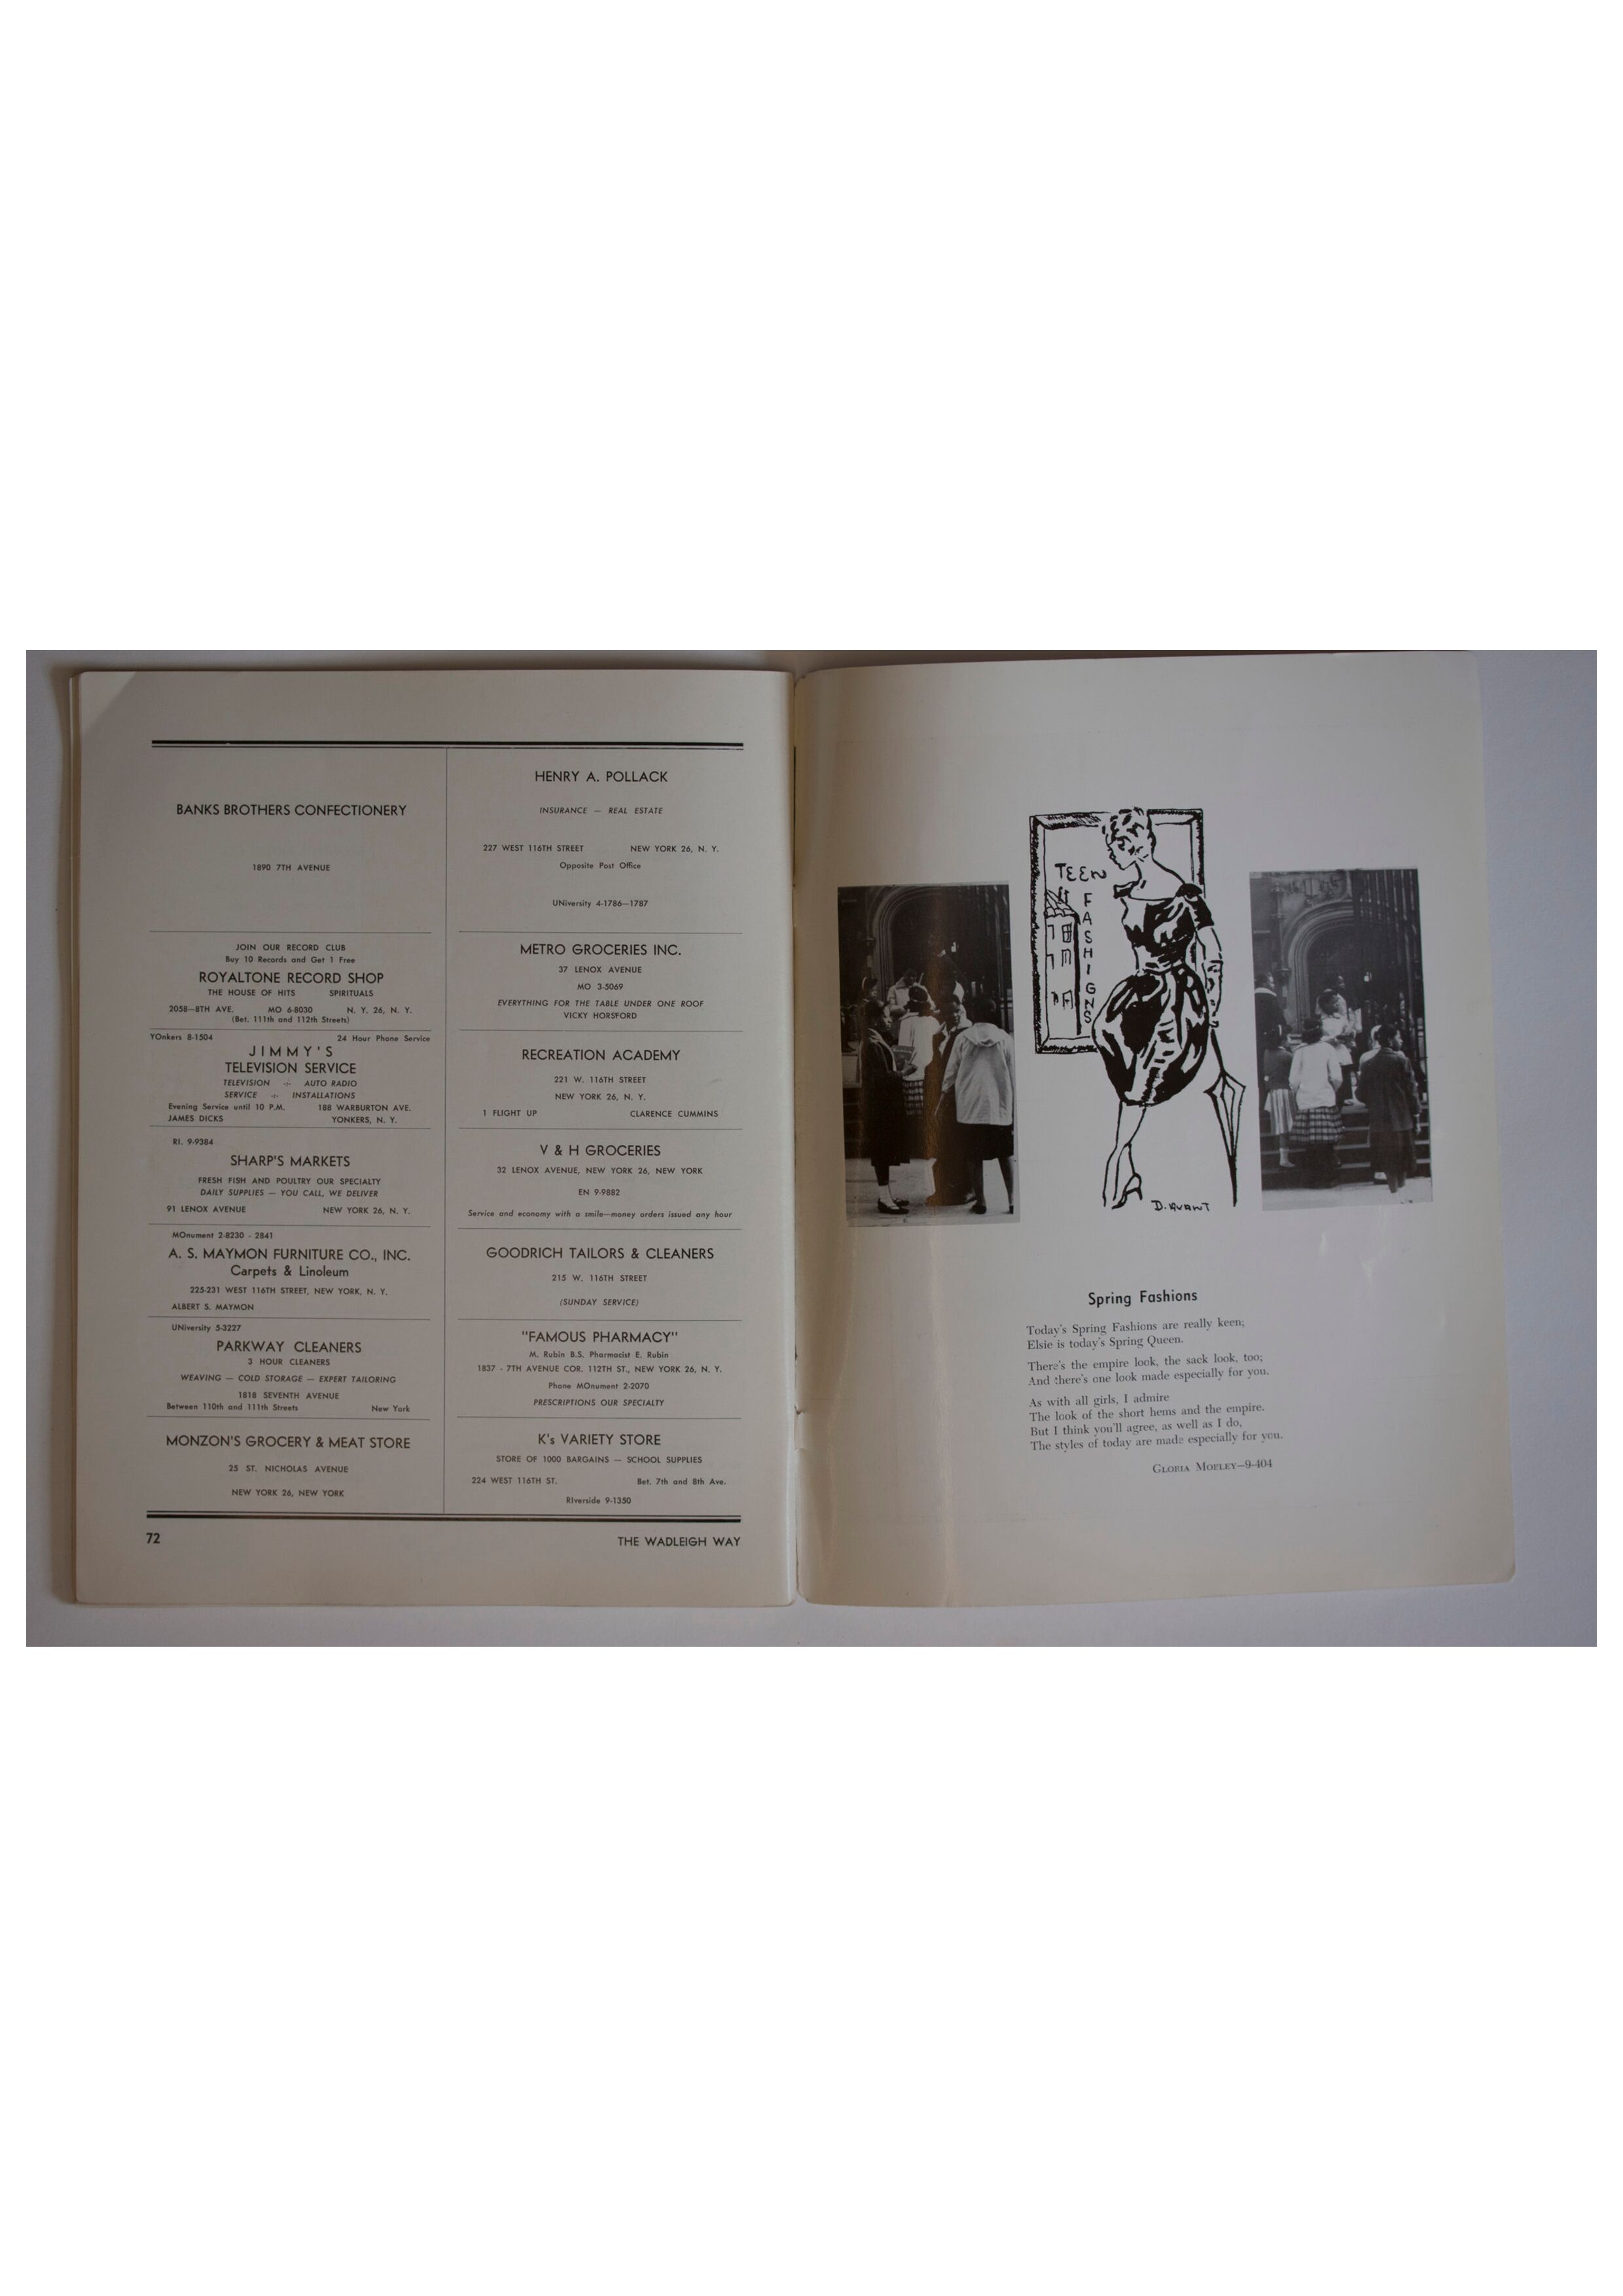 BANKS BROTHERS CONFECTIONERY
1890 7TH AVENUE
JOIN OUR RECORD CLUB
Buy 10 Records and Get 1 Free
ROYALTONE RECORD SHOP
THE HOUSE OF HITS SPIRITUALS
2058—8TH AVE. MO 6-8030 N. Y. 26, N. Y.
(Bet. 111th and 112th Streets)
YOnkers 8-1504 24 Hour Phone Service
JIMMY'S
TELEVISION SERVICE
TELEVISION -:- AUTO RADIO
SERVICE -:- INSTALLATIONS
Evening Service until 10 P.M. 188 WARBURTON AVE.
JAMES DICKS YONKERS, N. Y.
RI. 9-9384
SHARP'S MARKETS
FRESH FISH AND POULTRY OUR SPECIALTY
DAILY SUPPLIES — YOU CALL, WE DELIVER
91 LENOX AVENUE NEW YORK 26, N. Y.
MOnument 2-8230 - 2841
A. S. MAYMON FURNITURE CO., INC.
Carpets & Linoleum
225-231 WEST 116TH STREET, NEW YORK, N. Y.
ALBERT S. MAYMON
UNiversity 5-3227
PARKWAY CLEANERS
3 HOUR CLEANERS
WEAVING — COLD STORAGE — EXPERT TAILORING
1818 SEVENTH AVENUE
Between 110th and 111th Streets New York
MONZON'S GROCERY & MEAT STORE
25 ST. NICHOLAS AVENUE
NEW YORK 26, NEW YORK
HENRY A. POLLACK
INSURANCE — REAL ESTATE
227 WEST 116TH STREET NEW YORK 26, N. Y.
Opposite Post Office
UNiversity 4-1786—1787
METRO GROCERIES INC.
37 LENOX AVENUE
MO 3-5069
EVERYTHING FOR THE TABLE UNDER ONE ROOF
VICKY HORSFORD
RECREATION ACADEMY
221 W. 116TH STREET
NEW YORK 26, N. Y.
1 FLIGHT UP CLARENCE CUMMINS
V & H GROCERIES
32 LENOX AVENUE, NEW YORK 26, NEW YORK
EN 9-9882
Service and economy with a smile—money orders issued any hour
GOODRICH TAILORS & CLEANERS
215 W. 116TH STREET
(SUNDAY SERVICE)
"FAMOUS PHARMACY"
M. Rubin B.S. Pharmacist E. Rubin
1837 - 7TH AVENUE COR. 112TH ST., NEW YORK 26, N. Y.
Phone MOnument 2-2070
PRESCRIPTIONS OUR SPECIALTY
K's VARIETY STORE
STORE OF 1000 BARGAINS — SCHOOL SUPPLIES
224 WEST 116TH ST. Bet. 7th and 8th Ave.
RIverside 9-1350
72 THE WADLEIGH WAY
TEEN
FASHIGNS
D. AVANT
Spring Fashions
Today's Spring Fashions are really keen;
Elsie is today's Spring Queen.
There's the empire look, the sack look, too;
And there's one look made especially for you.
As with all girls, I admire
The look of the short hems and the empire.
But I think you'll agree, as well as I do,
The styles of today are made especially for you.
GLORIA MOBLEY—9-404